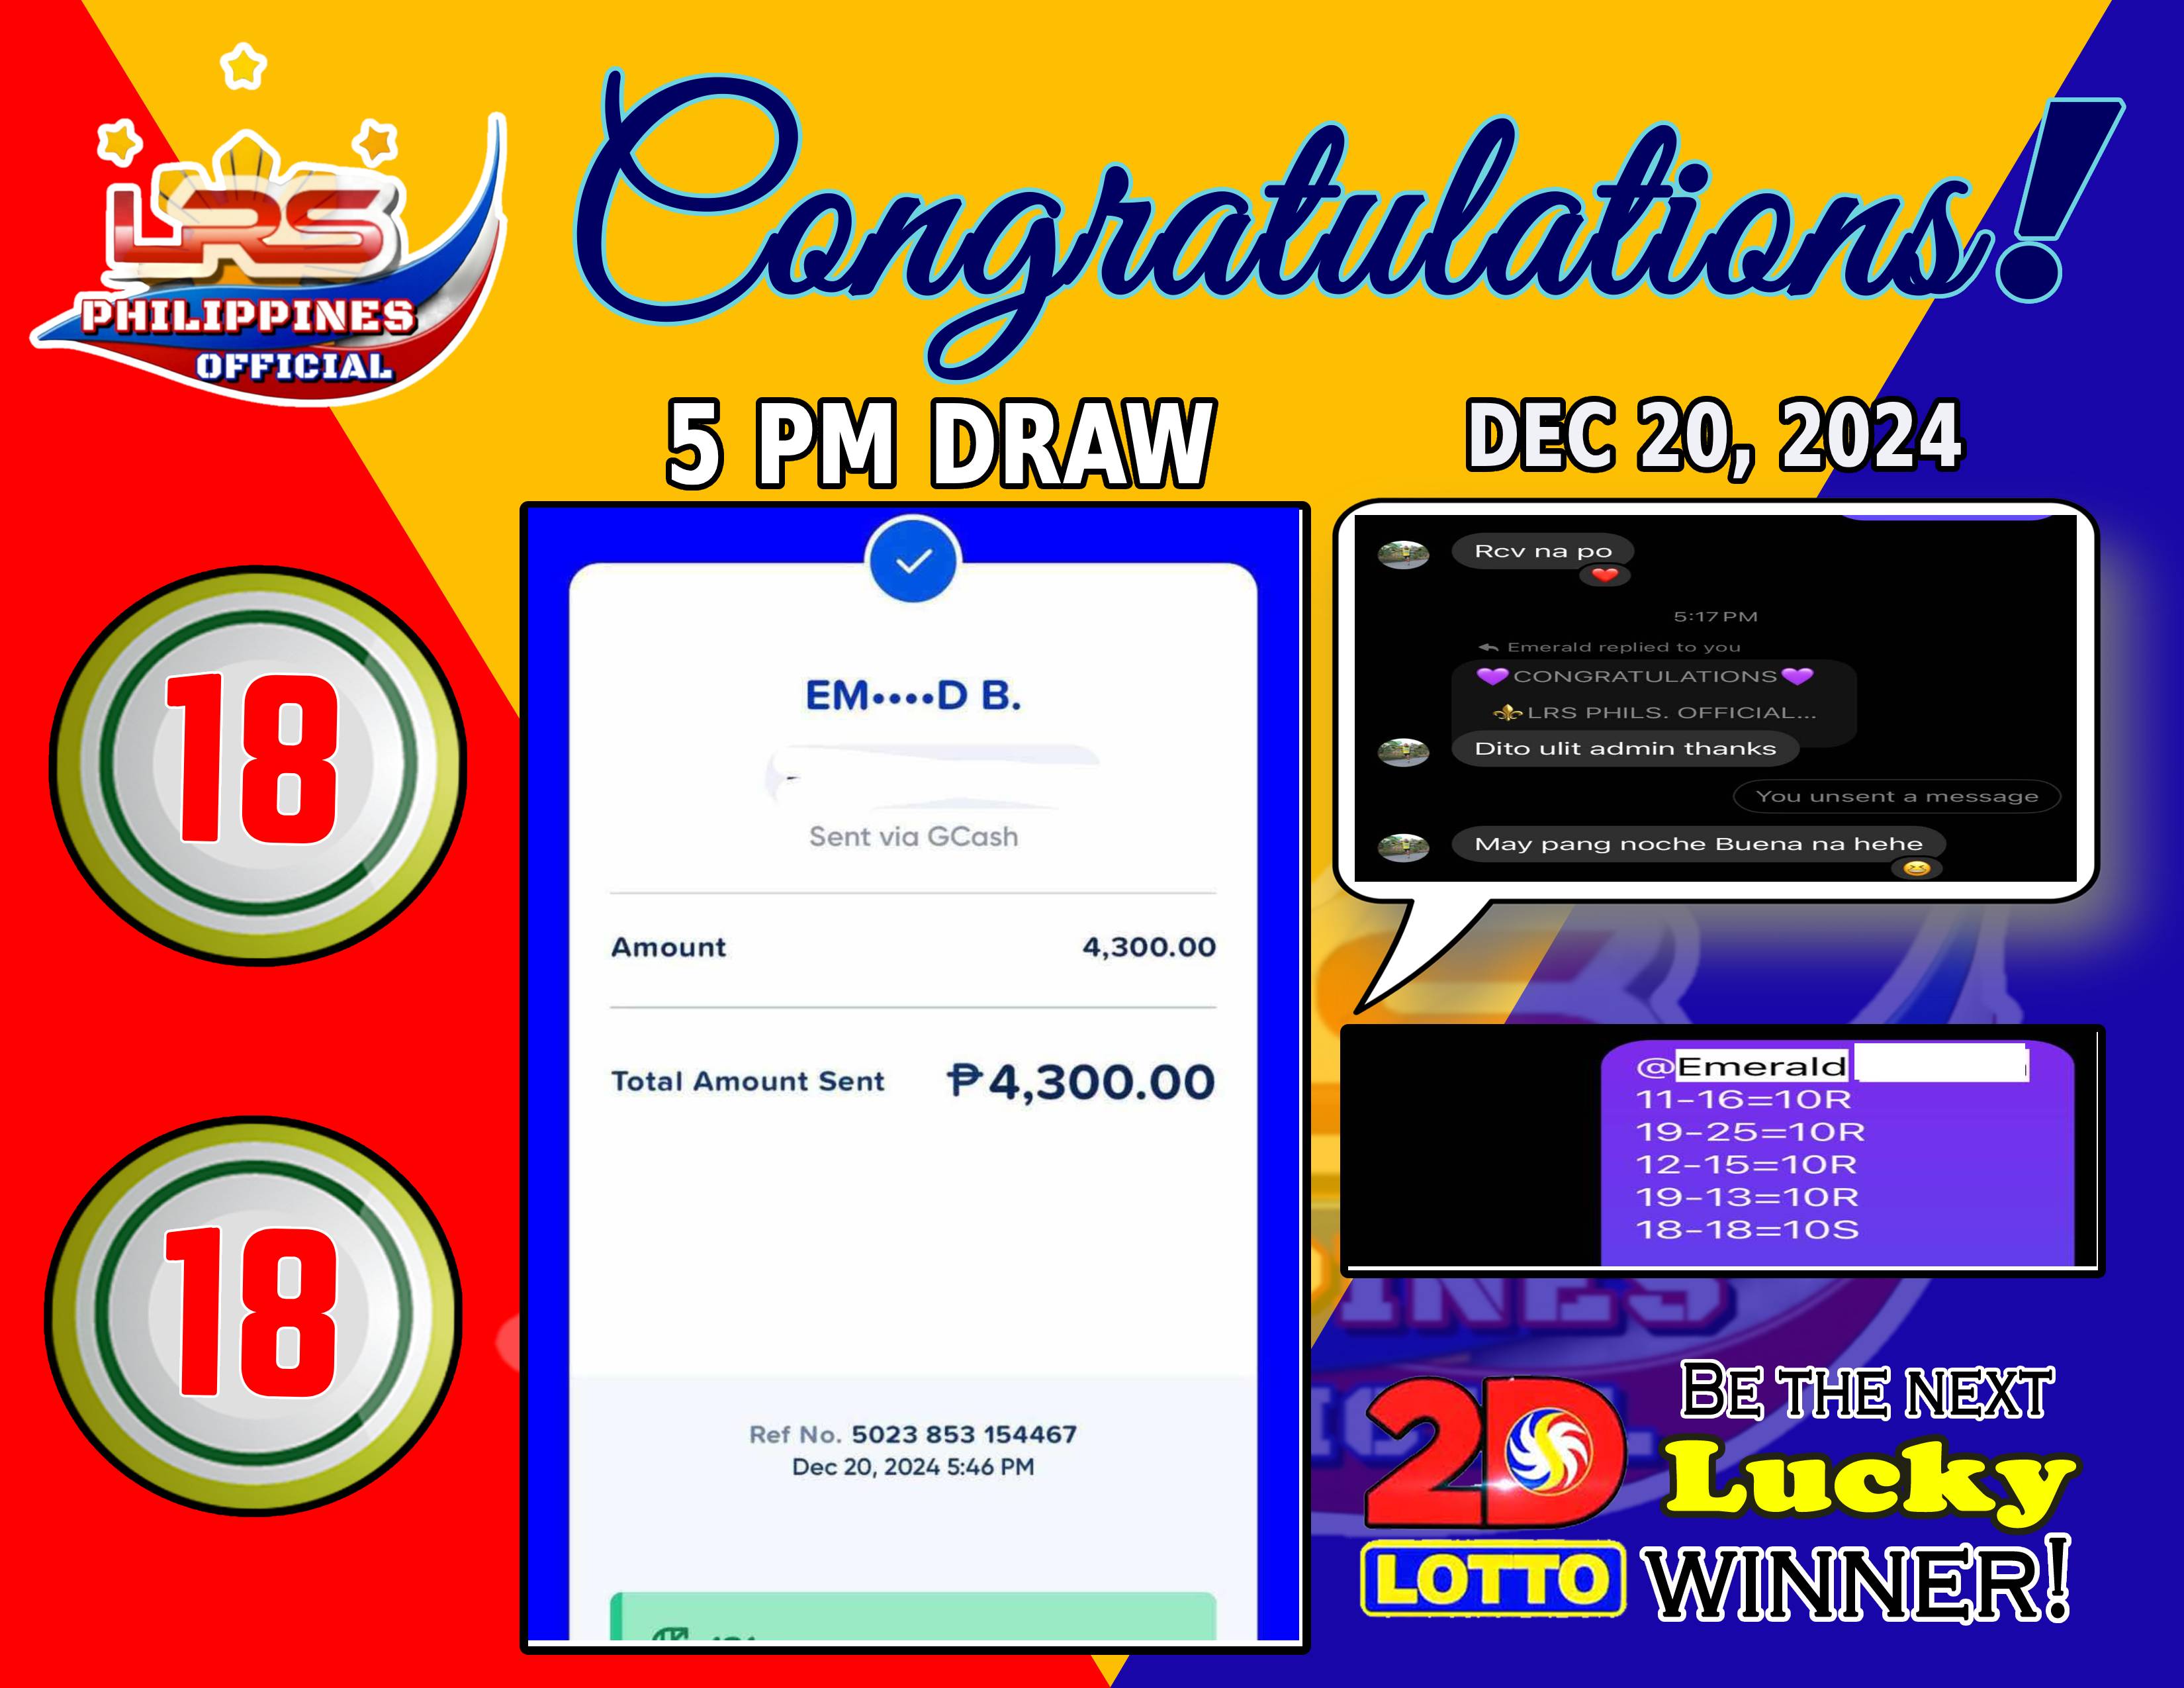 LRS
PHILIPPINES
OFFICIAL
Congratulations!
5 PM DRAW
DEC 20, 2024
18
18
EM••••D B.
Sent via GCash
Amount 4,300.00
Total Amount Sent ₱4,300.00
Ref No. 5023 853 154467
Dec 20, 2024 5:46 PM
Rcv na po
5:17 PM
Emerald replied to you
💜CONGRATULATIONS💜
⚜LRS PHILS. OFFICIAL...
Dito ulit admin thanks
You unsent a message
May pang noche Buena na hehe
@Emerald
11-16=10R
19-25=10R
12-15=10R
19-13=10R
18-18=10S
2D
LOTTO
BE THE NEXT
Lucky
WINNER!